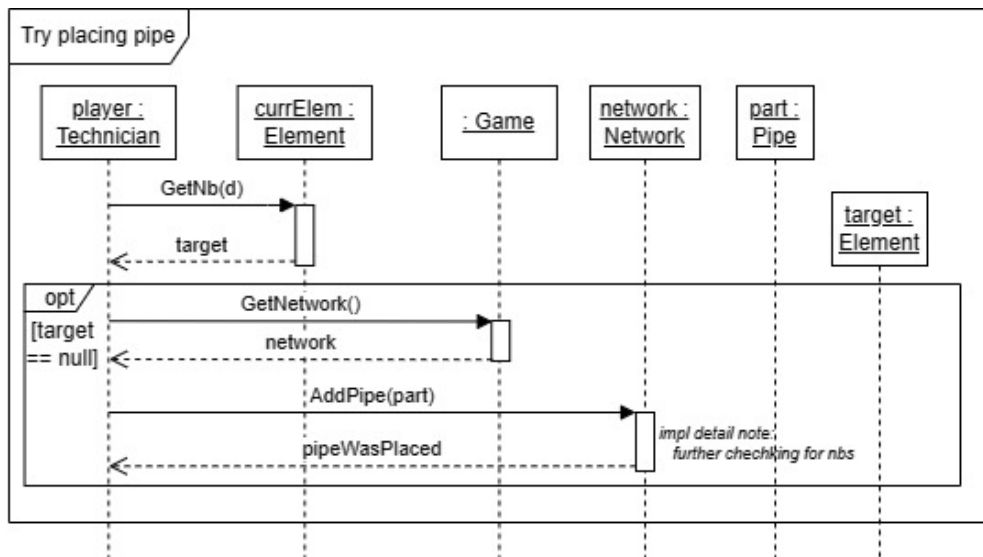 Try placing pipe
player :
Technician
currElem :
Element
: Game
network :
Network
part :
Pipe
GetNb(d)
target
target :
Element
opt
[target
== null]
GetNetwork()
network
AddPipe(part)
pipeWasPlaced
impl detail note:
further chechking for nbs